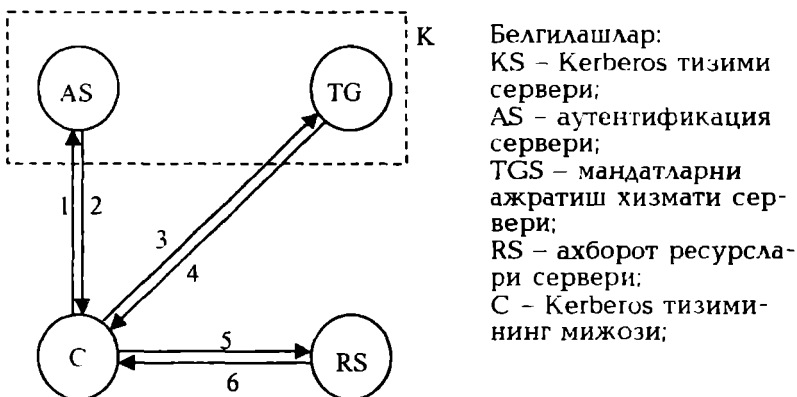 K
AS
TG
1
2
3
4
5
6
C
RS
Белгилашлар:
KS – Kerberos тизими
сервери;
AS – аутентификация
сервери;
TGS – мандатларни
ажратиш хизмати сер-
вери;
RS – ахборот ресурсла-
ри сервери;
C – Kerberos тизими-
нинг мижози;